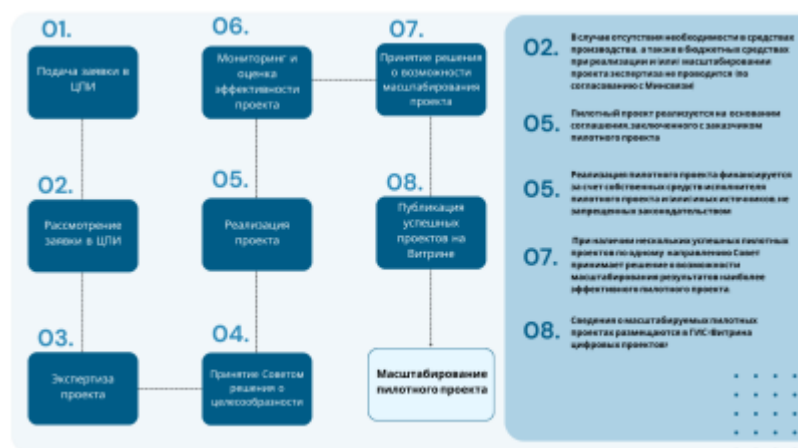 01.
Подача заявки в
ЦПИ
02.
Рассмотрение
заявки в ЦПИ
03.
Экспертиза
проекта
04.
Принятие Советом
решения о
целесообразности
05.
Реализация
проекта
06.
Мониторинг и
оценка
эффективности
проекта
07.
Принятие решения
о возможности
масштабирования
проекта
08.
Публикация
успешных
проектов на
Витрине
Масштабирование
пилотного проекта
02.
В случае отсутствия необходимости в средствах
производства, а также в бюджетных средствах
при реализации и (или) масштабировании
проекта экспертиза не проводится (по
согласованию с Минсвязи)
05.
Пилотный проект реализуется на основании
соглашения, заключенного с заказчиком
пилотного проекта
05.
Реализация пилотного проекта финансируется
за счет собственных средств исполнителя
пилотного проекта и (или) иных источников, не
запрещенных законодательством
07.
При наличии нескольких успешных пилотных
проектов по одному направлению Совет
принимает решение о возможности
масштабирования результатов наиболее
эффективного пилотного проекта
08.
Сведения о масштабируемых пилотных
проектах размещаются в ГИС «Витрина
цифровых проектов»